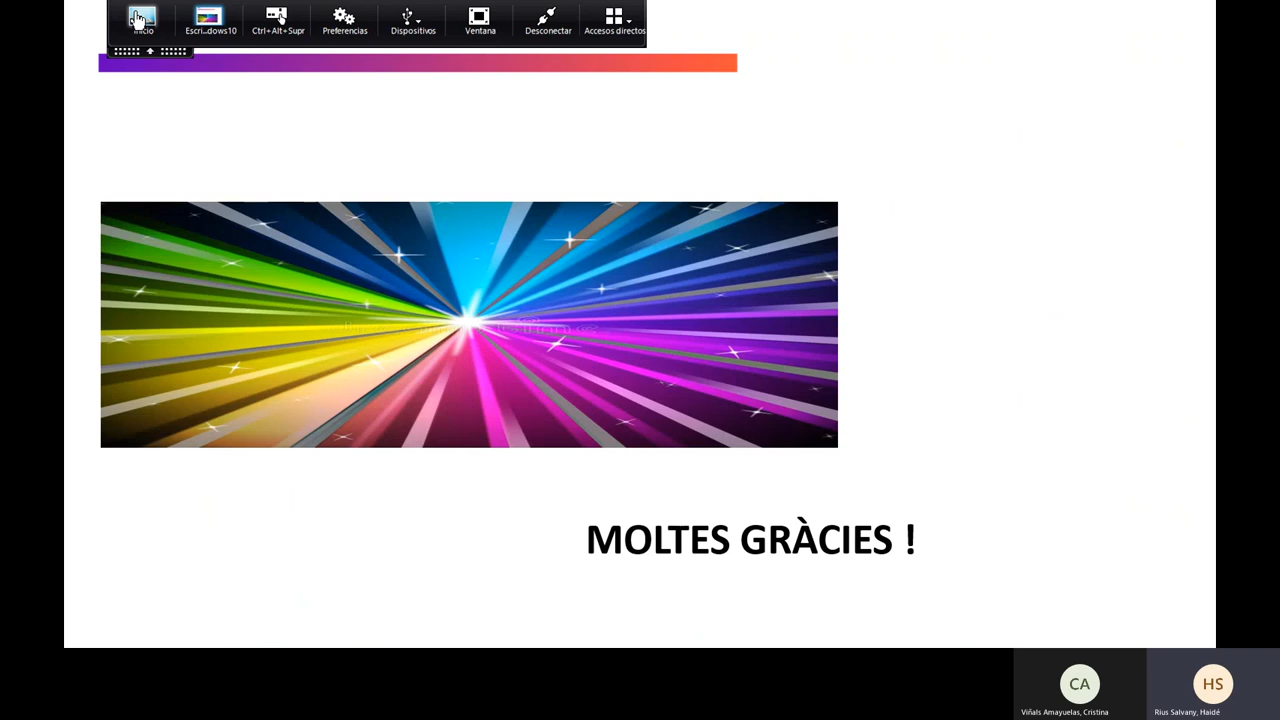 Inicio
Escri...dows10
Ctrl+Alt+Supr
Preferencias
Dispositivos
Ventana
Desconectar
Accesos directos
MOLTES GRÀCIES !
CA
HS
Viñals Amayuelas, Cristina
Rius Salvany, Haidé